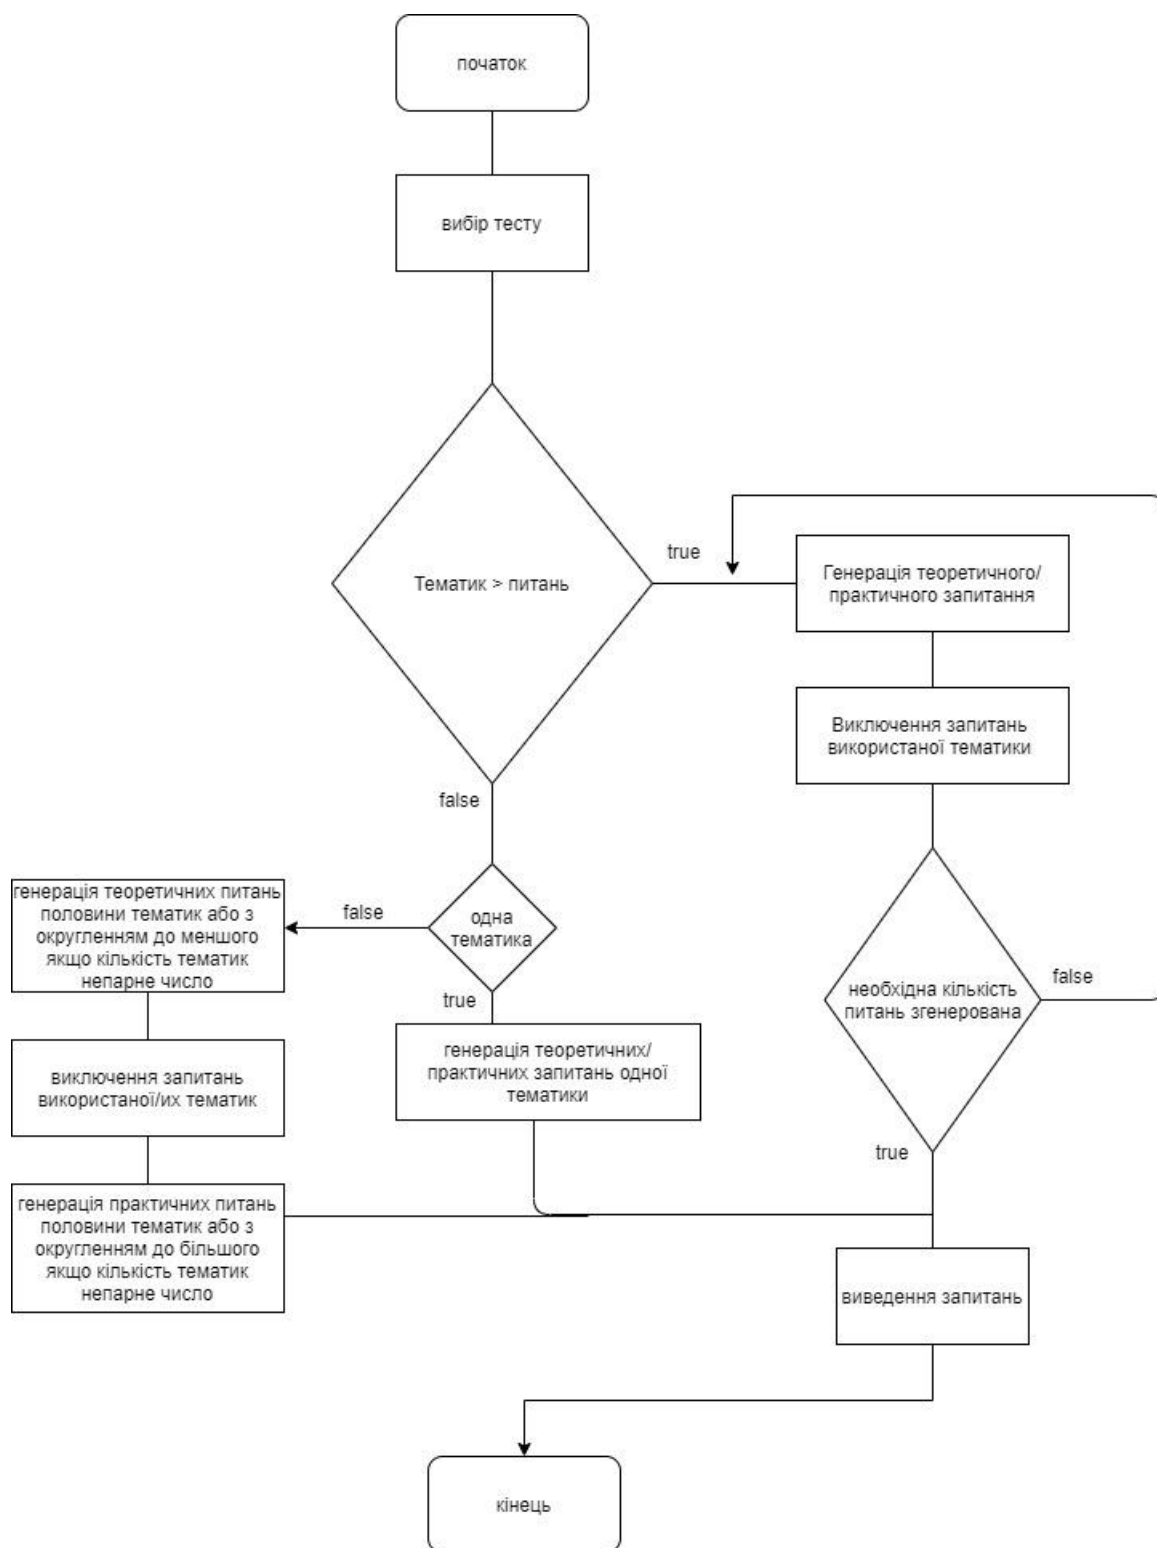 початок
вибір тесту
Тематик > питань
true
Генерація теоретичного/
практичного запитання
Виключення запитань
використаної тематики
false
необхідна кількість
питань згенерована
false
true
одна
тематика
false
true
генерація теоретичних питань
половини тематик або з
округленням до меншого
якщо кількість тематик
непарне число
виключення запитань
використаної/их тематик
генерація практичних питань
половини тематик або з
округленням до більшого
якщо кількість тематик
непарне число
генерація теоретичних/
практичних запитань одної
тематики
виведення запитань
кінець